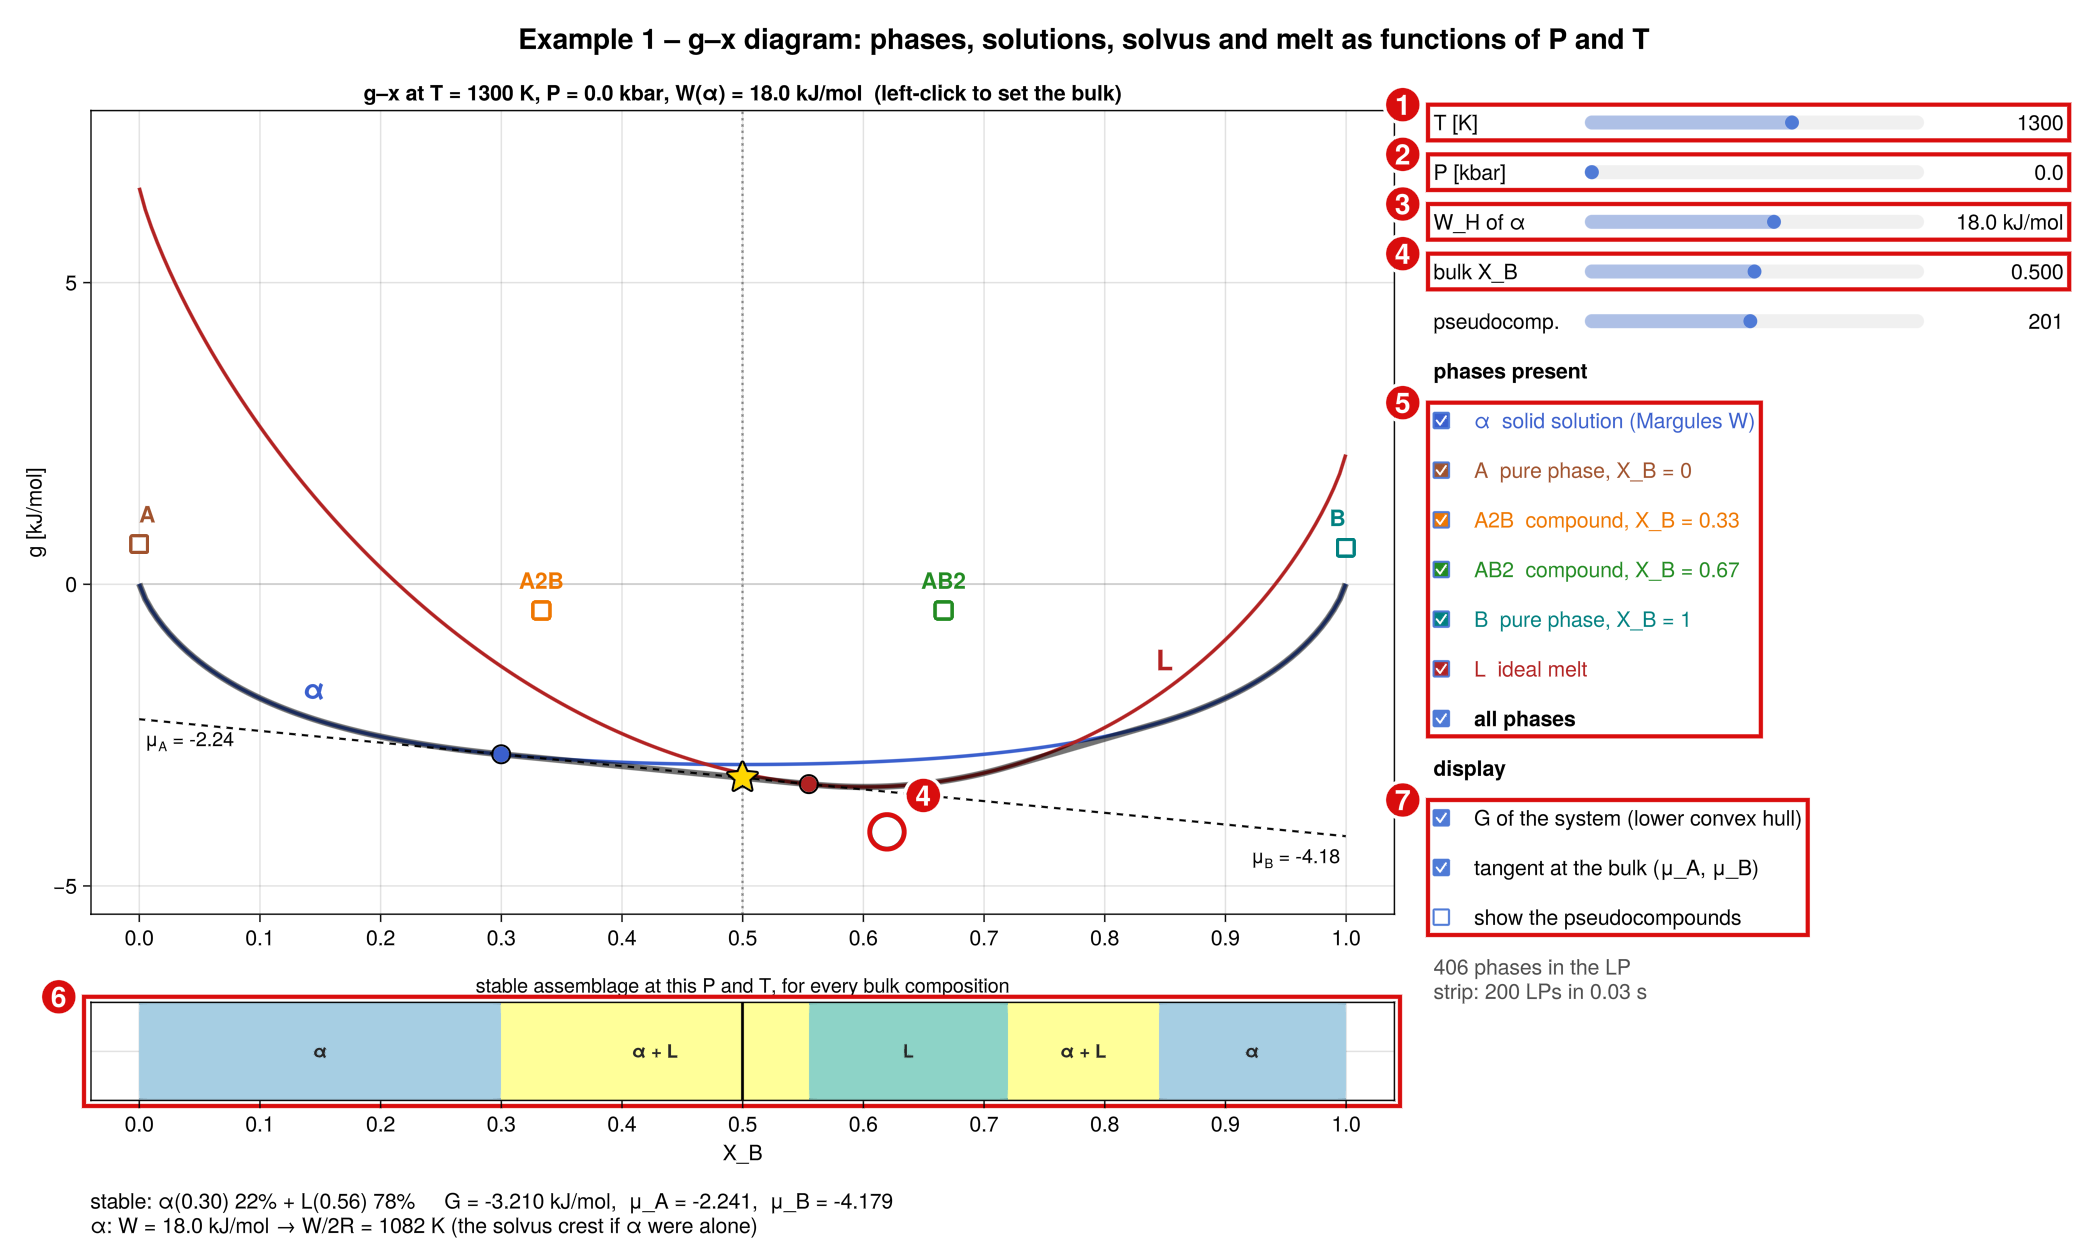 Example 1 – g–x diagram: phases, solutions, solvus and melt as functions of P and T
g–x at T = 1300 K, P = 0.0 kbar, W(α) = 18.0 kJ/mol (left-click to set the bulk)
g [kJ/mol]
5
0
−5
A
A2B
AB2
B
α
L
μA = -2.24
μB = -4.18
4
0.0 0.1 0.2 0.3 0.4 0.5 0.6 0.7 0.8 0.9 1.0
1
T [K] 1300
2
P [kbar] 0.0
3
W_H of α 18.0 kJ/mol
4
bulk X_B 0.500
pseudocomp. 201
phases present
5
α solid solution (Margules W)
A pure phase, X_B = 0
A2B compound, X_B = 0.33
AB2 compound, X_B = 0.67
B pure phase, X_B = 1
L ideal melt
all phases
display
7
G of the system (lower convex hull)
tangent at the bulk (μ_A, μ_B)
show the pseudocompounds
406 phases in the LP
strip: 200 LPs in 0.03 s
6
stable assemblage at this P and T, for every bulk composition
α α + L L α + L α
0.0 0.1 0.2 0.3 0.4 0.5 0.6 0.7 0.8 0.9 1.0
X_B
stable: α(0.30) 22% + L(0.56) 78% G = -3.210 kJ/mol, μ_A = -2.241, μ_B = -4.179
α: W = 18.0 kJ/mol → W/2R = 1082 K (the solvus crest if α were alone)